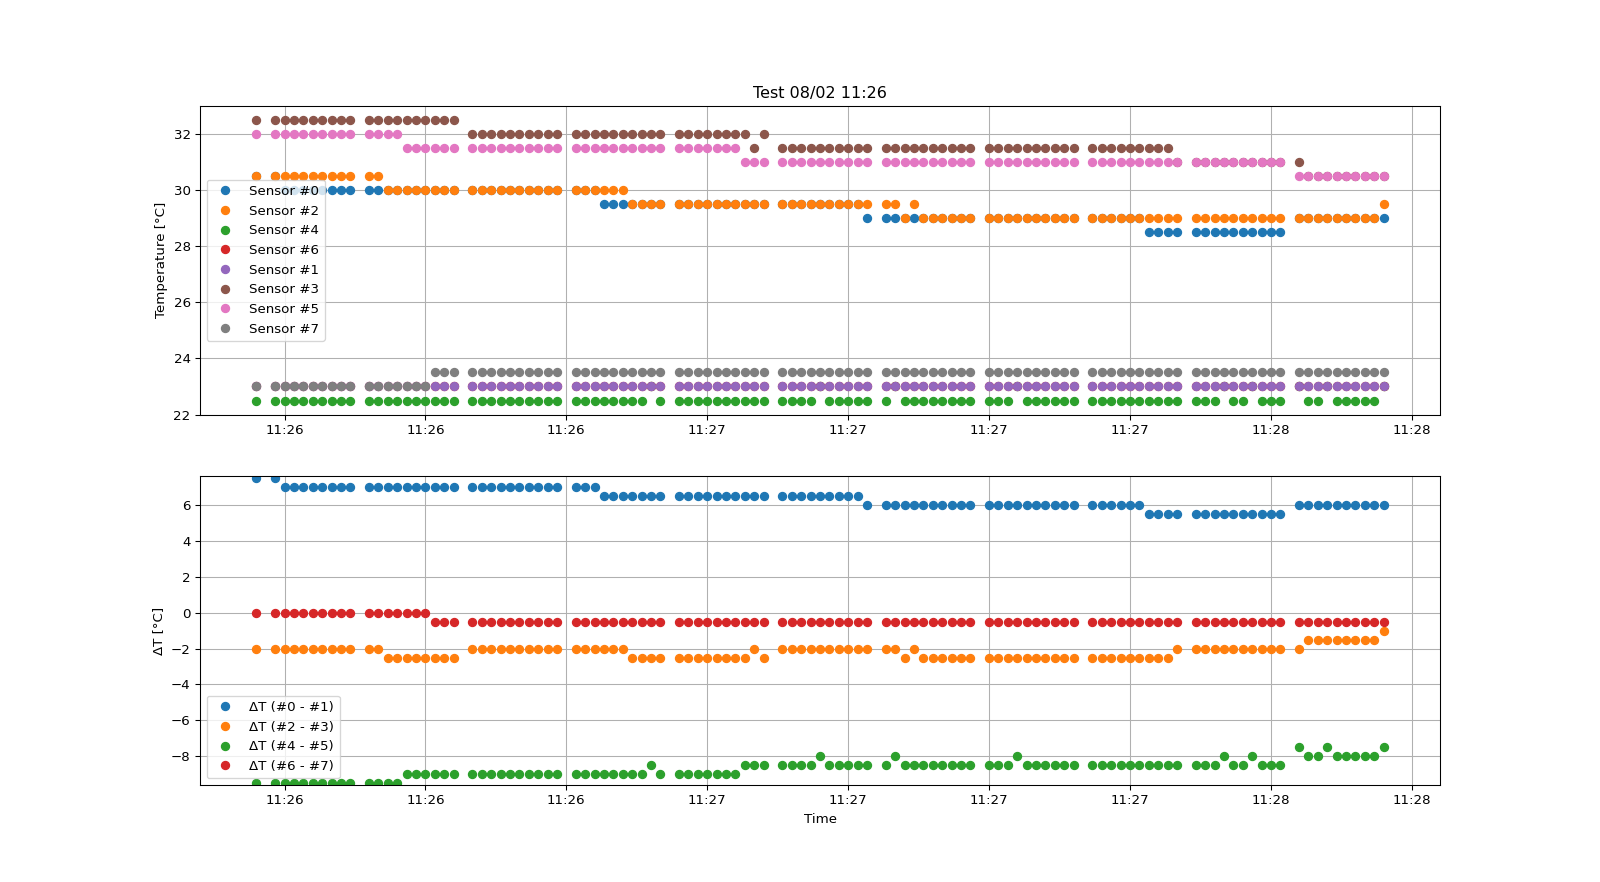 Test 08/02 11:26
Temperature [°C]
32
30
28
26
24
22
Sensor #0
Sensor #2
Sensor #4
Sensor #6
Sensor #1
Sensor #3
Sensor #5
Sensor #7
11:26 11:26 11:26 11:27 11:27 11:27 11:27 11:28 11:28
ΔT [°C]
6
4
2
0
−2
−4
−6
−8
ΔT (#0 - #1)
ΔT (#2 - #3)
ΔT (#4 - #5)
ΔT (#6 - #7)
11:26 11:26 11:26 11:27 11:27 11:27 11:27 11:28 11:28
Time